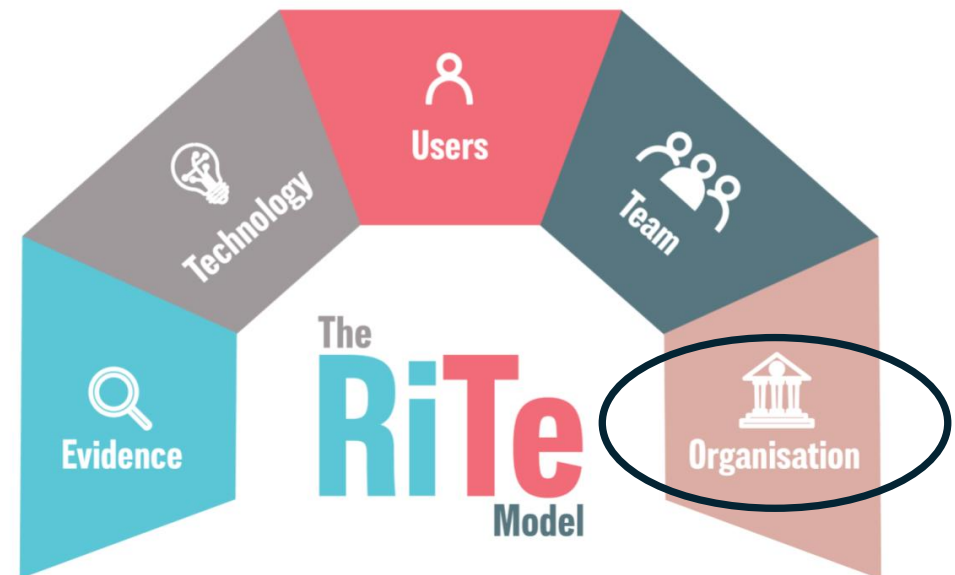 Users
Technology
Team
Evidence
Organisation
The
RiTe
Model